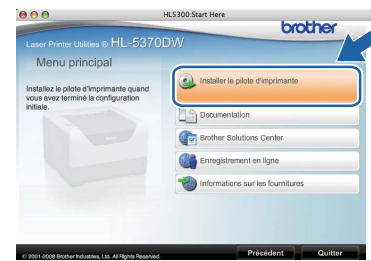 HL5300:Start Here
brother
Laser Printer Utilities ® HL-5370DW
Menu principal
Installez le pilote d'imprimante quand
vous avez terminé la configuration
initiale.
Installer le pilote d'imprimante
Documentation
Brother Solutions Center
Enregistrement en ligne
Informations sur les fournitures
© 2001-2008 Brother Industries, Ltd. All Rights Reserved.
Précédent
Quitter